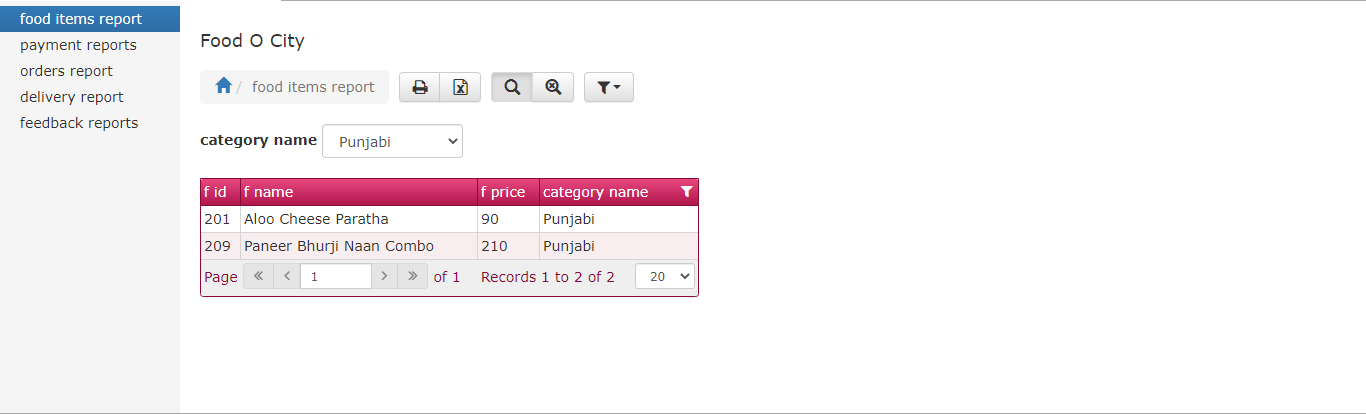 food items report
payment reports
orders report
delivery report
feedback reports
Food O City
/ food items report
category name Punjabi
f id f name f price category name
201 Aloo Cheese Paratha 90 Punjabi
209 Paneer Bhurji Naan Combo 210 Punjabi
Page « < 1 > » of 1 Records 1 to 2 of 2 20